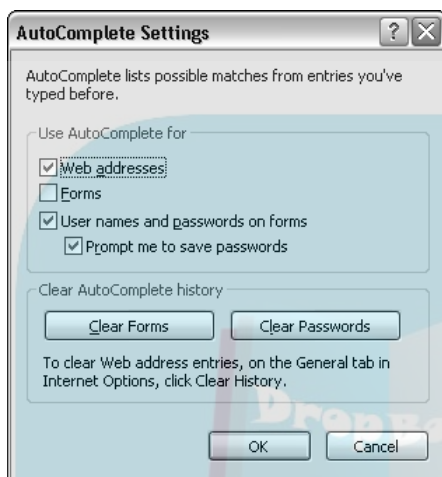 AutoComplete Settings
AutoComplete lists possible matches from entries you've
typed before.
Use AutoComplete for
Web addresses
Forms
User names and passwords on forms
Prompt me to save passwords
Clear AutoComplete history
Clear Forms
Clear Passwords
To clear Web address entries, on the General tab in
Internet Options, click Clear History.
OK
Cancel